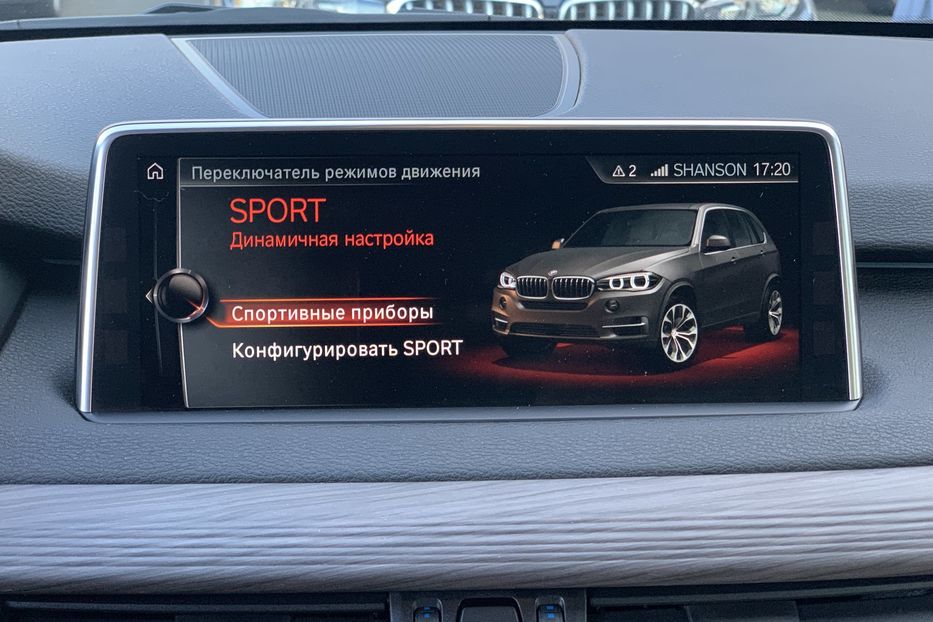 Переключатель режимов движения
2 SHANSON 17:20
SPORT
Динамичная настройка
Спортивные приборы
Конфигурировать SPORT